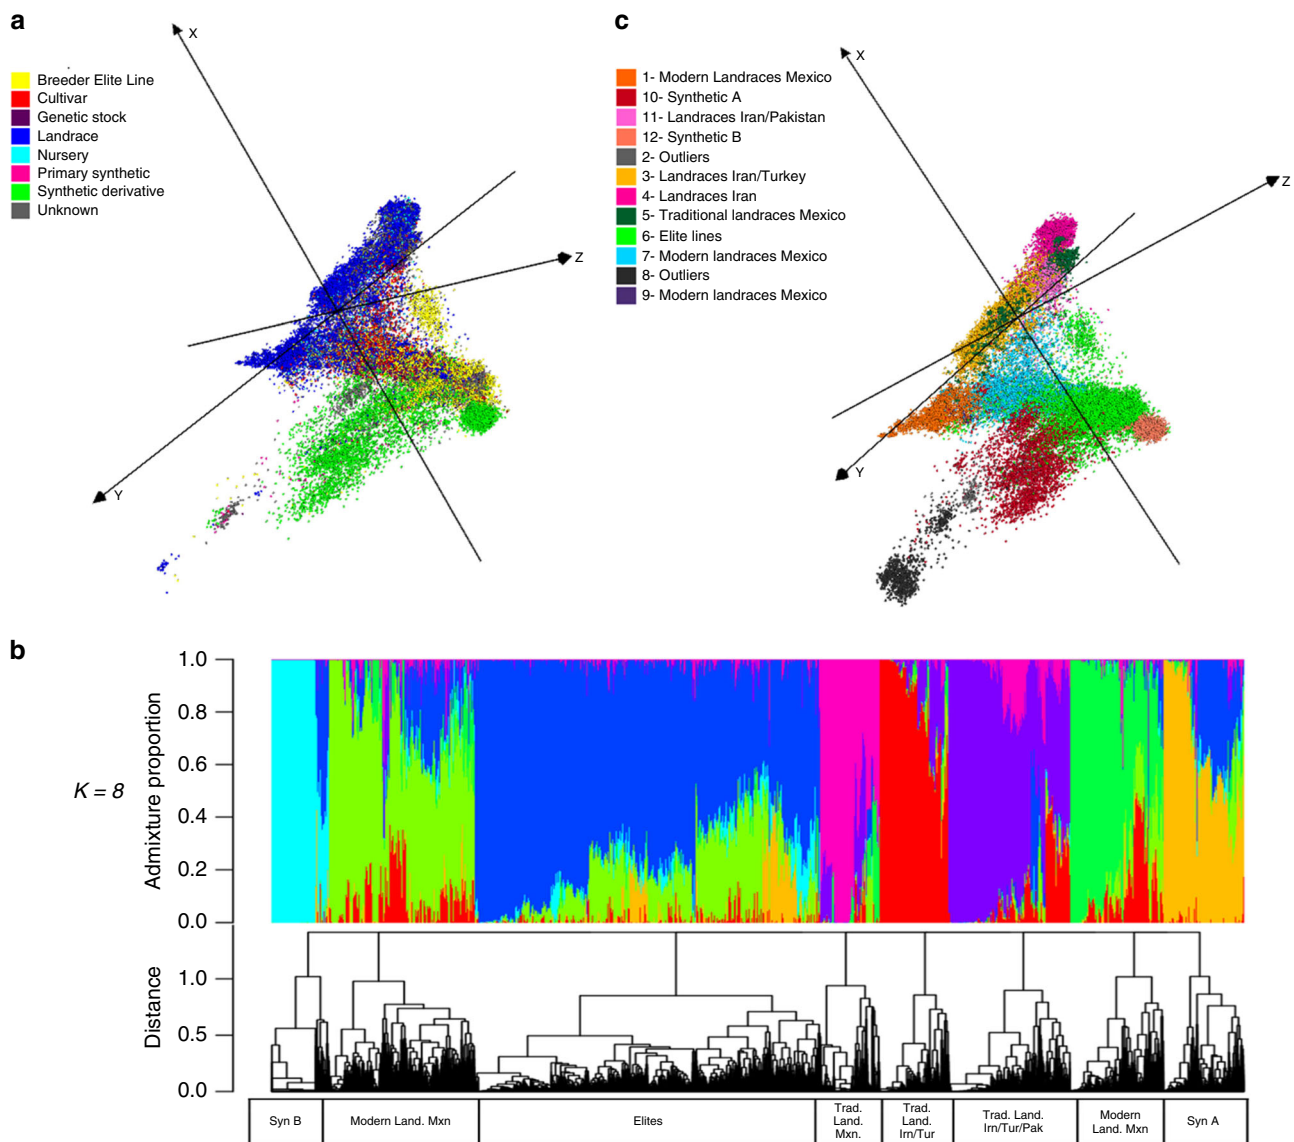 a
X
Z
Y
Breeder Elite Line
Cultivar
Genetic stock
Landrace
Nursery
Primary synthetic
Synthetic derivative
Unknown
c
X
Z
Y
1- Modern Landraces Mexico
10- Synthetic A
11- Landraces Iran/Pakistan
12- Synthetic B
2- Outliers
3- Landraces Iran/Turkey
4- Landraces Iran
5- Traditional landraces Mexico
6- Elite lines
7- Modern landraces Mexico
8- Outliers
9- Modern landraces Mexico
b
K = 8
Admixture proportion
1.0
0.8
0.6
0.4
0.2
0.0
Distance
1.0
0.5
0.0
Syn B
Modern Land. Mxn
Elites
Trad.
Land.
Mxn.
Trad.
Land.
Irn/Tur
Trad. Land.
Irn/Tur/Pak
Modern
Land. Mxn
Syn A